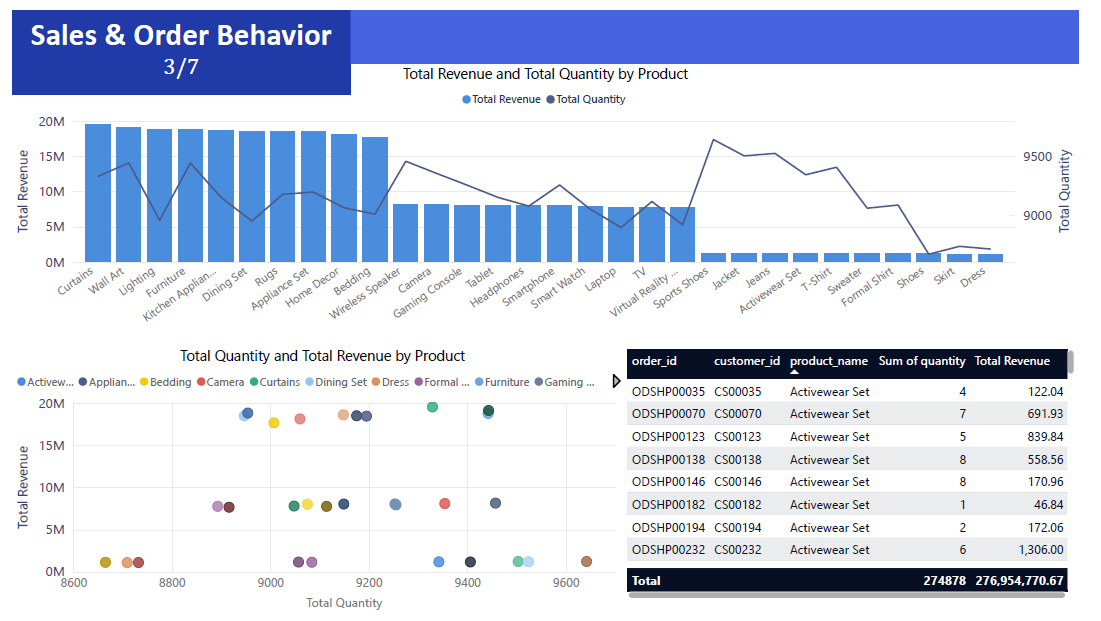 Sales & Order Behavior
3/7
Total Revenue and Total Quantity by Product
Total Revenue Total Quantity
20M
15M
10M
5M
0M
Total Revenue
9500
9000
Total Quantity
Curtains
Wall Art
Lighting
Furniture
Kitchen Applian...
Dining Set
Rugs
Appliance Set
Home Decor
Bedding
Wireless Speaker
Camera
Gaming Console
Tablet
Headphones
Smartphone
Smart Watch
Laptop
TV
Virtual Reality ...
Sports Shoes
Jacket
Jeans
Activewear Set
T-Shirt
Sweater
Formal Shirt
Shoes
Skirt
Dress
Total Quantity and Total Revenue by Product
Activew... Applian... Bedding Camera Curtains Dining Set Dress Formal ... Furniture Gaming ...
20M
15M
10M
5M
0M
Total Revenue
8600 8800 9000 9200 9400 9600
Total Quantity
order_id customer_id product_name Sum of quantity Total Revenue
ODSHP00035 CS00035 Activewear Set 4 122.04
ODSHP00070 CS00070 Activewear Set 7 691.93
ODSHP00123 CS00123 Activewear Set 5 839.84
ODSHP00138 CS00138 Activewear Set 8 558.56
ODSHP00146 CS00146 Activewear Set 8 170.96
ODSHP00182 CS00182 Activewear Set 1 46.84
ODSHP00194 CS00194 Activewear Set 2 172.06
ODSHP00232 CS00232 Activewear Set 6 1,306.00
Total 274878 276,954,770.67